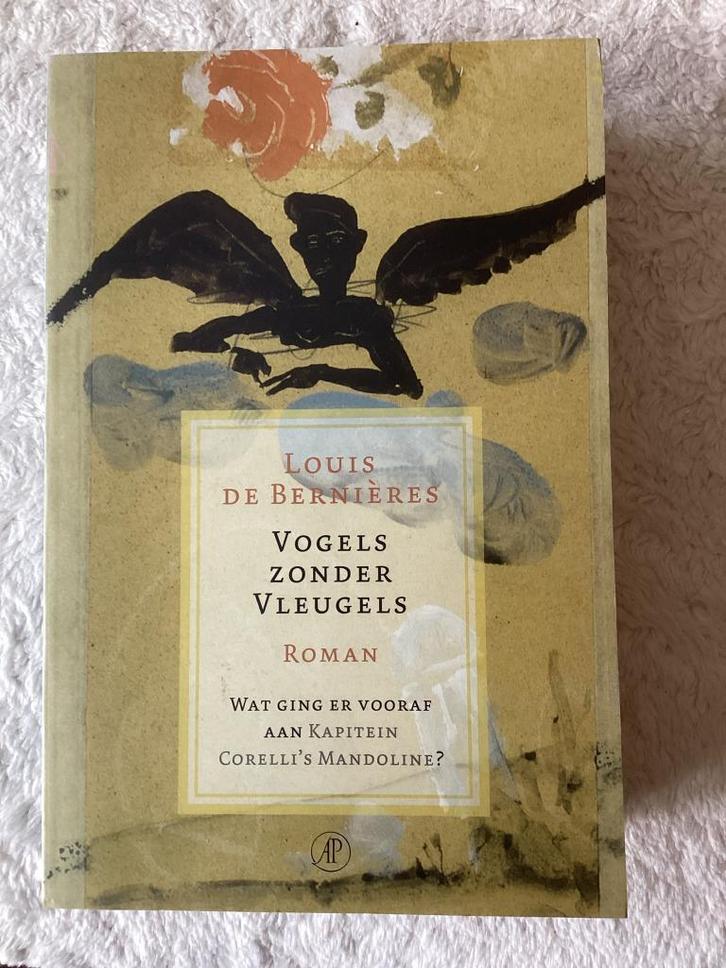 Louis
de Bernières
Vogels
zonder
Vleugels
Roman
Wat ging er vooraf
aan Kapitein
Corelli's Mandoline?
AP